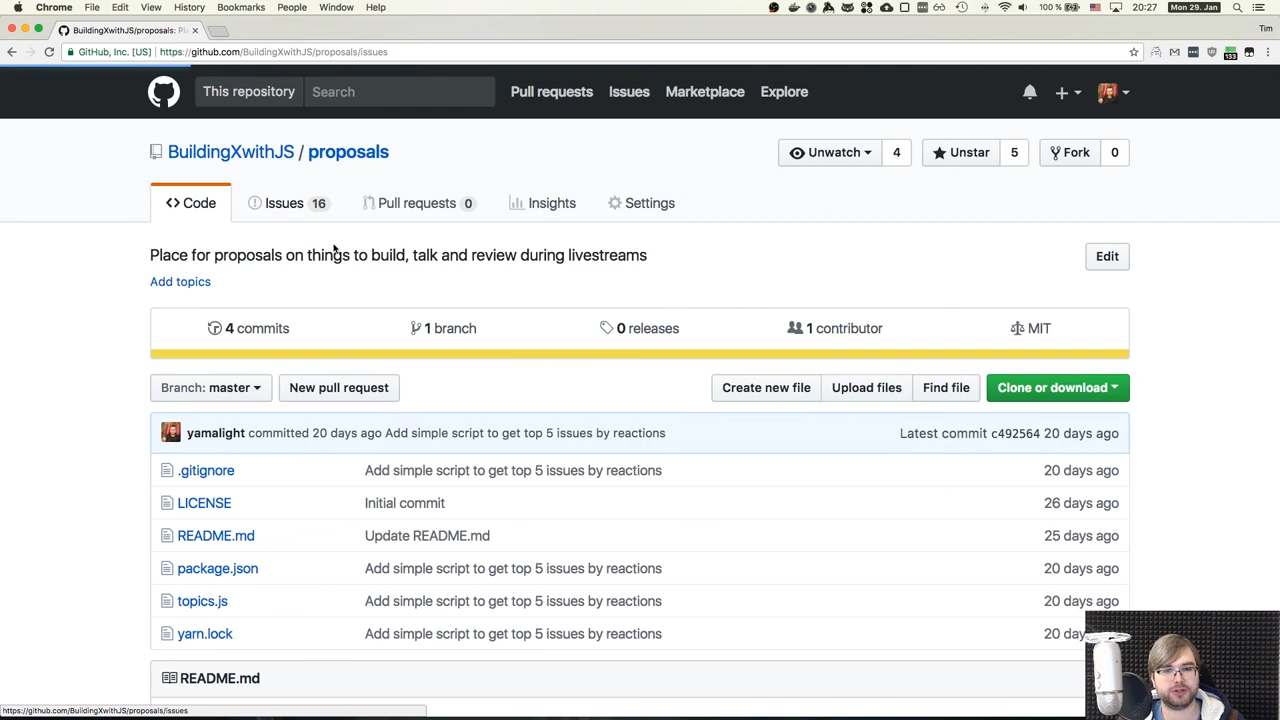 Chrome File Edit View History Bookmarks People Window Help 100 % 20:27 Mon 29. Jan
BuildingXwithJS/proposals: Pl Tim
GitHub, Inc. [US] https://github.com/BuildingXwithJS/proposals/issues 133
This repository Search Pull requests Issues Marketplace Explore
BuildingXwithJS / proposals Unwatch 4 Unstar 5 Fork 0
Code Issues 16 Pull requests 0 Insights Settings
Place for proposals on things to build, talk and review during livestreams Edit
Add topics
4 commits 1 branch 0 releases 1 contributor MIT
Branch: master New pull request Create new file Upload files Find file Clone or download
yamalight committed 20 days ago Add simple script to get top 5 issues by reactions Latest commit c492564 20 days ago
.gitignore Add simple script to get top 5 issues by reactions 20 days ago
LICENSE Initial commit 26 days ago
README.md Update README.md 25 days ago
package.json Add simple script to get top 5 issues by reactions 20 days ago
topics.js Add simple script to get top 5 issues by reactions 20 days ago
yarn.lock Add simple script to get top 5 issues by reactions 20 day
README.md
https://github.com/BuildingXwithJS/proposals/issues